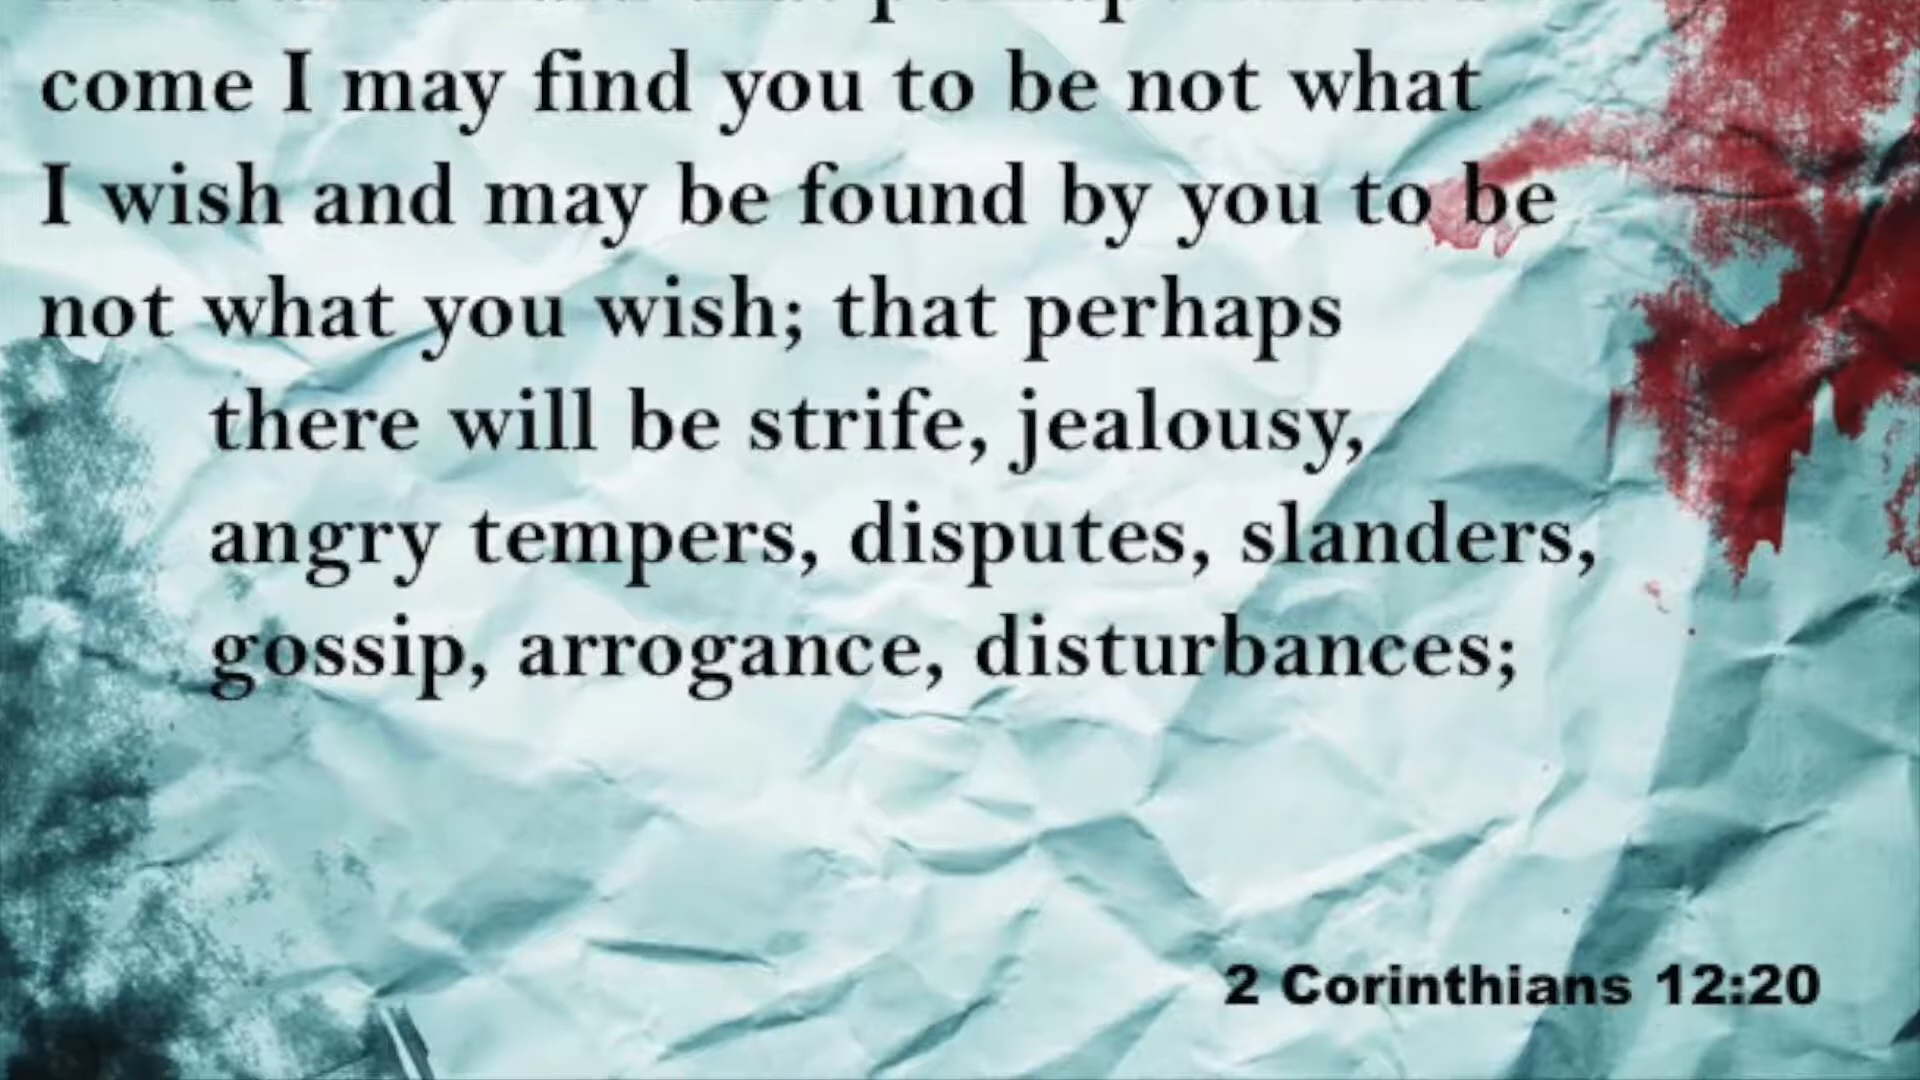 come I may find you to be not what
I wish and may be found by you to be
not what you wish; that perhaps
there will be strife, jealousy,
angry tempers, disputes, slanders,
gossip, arrogance, disturbances;
2 Corinthians 12:20